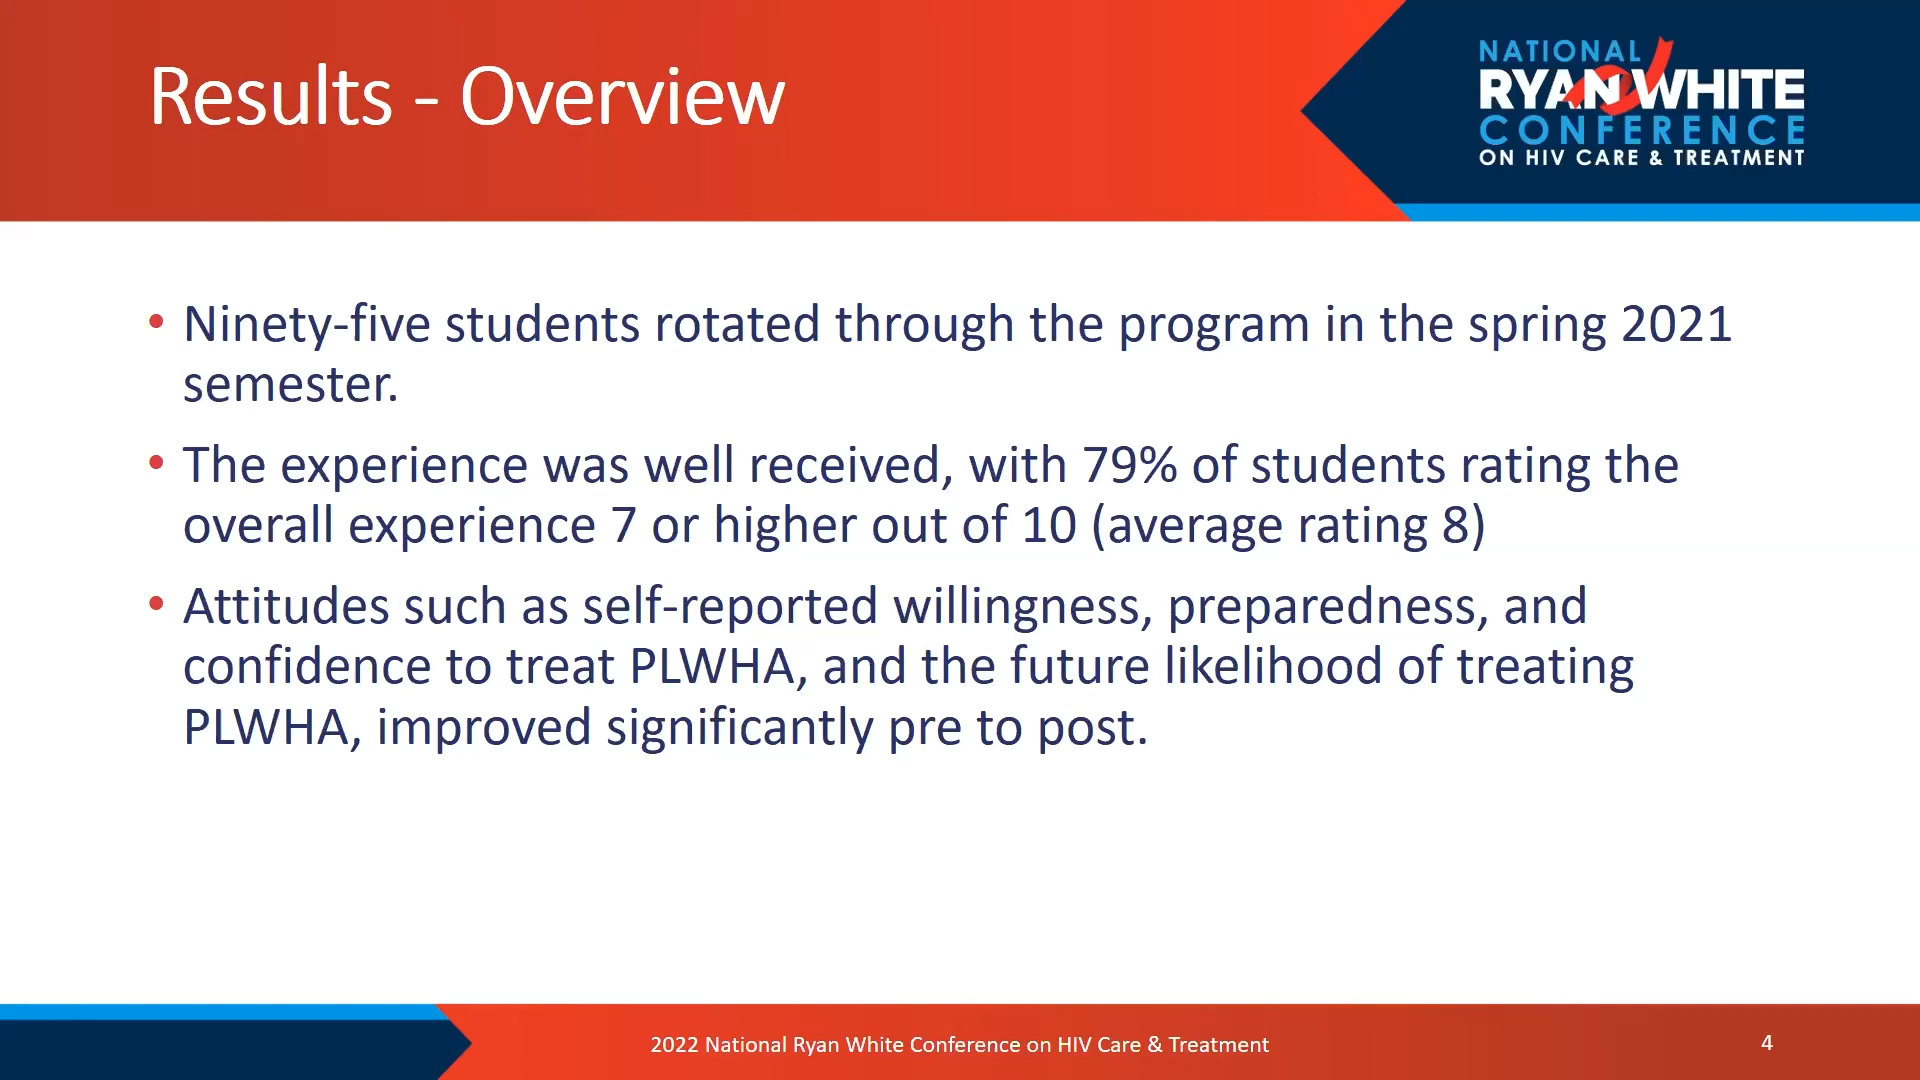 Results - Overview
NATIONAL
RYAN WHITE
CONFERENCE
ON HIV CARE & TREATMENT
• Ninety-five students rotated through the program in the spring 2021
semester.
• The experience was well received, with 79% of students rating the
overall experience 7 or higher out of 10 (average rating 8)
• Attitudes such as self-reported willingness, preparedness, and
confidence to treat PLWHA, and the future likelihood of treating
PLWHA, improved significantly pre to post.
2022 National Ryan White Conference on HIV Care & Treatment
4